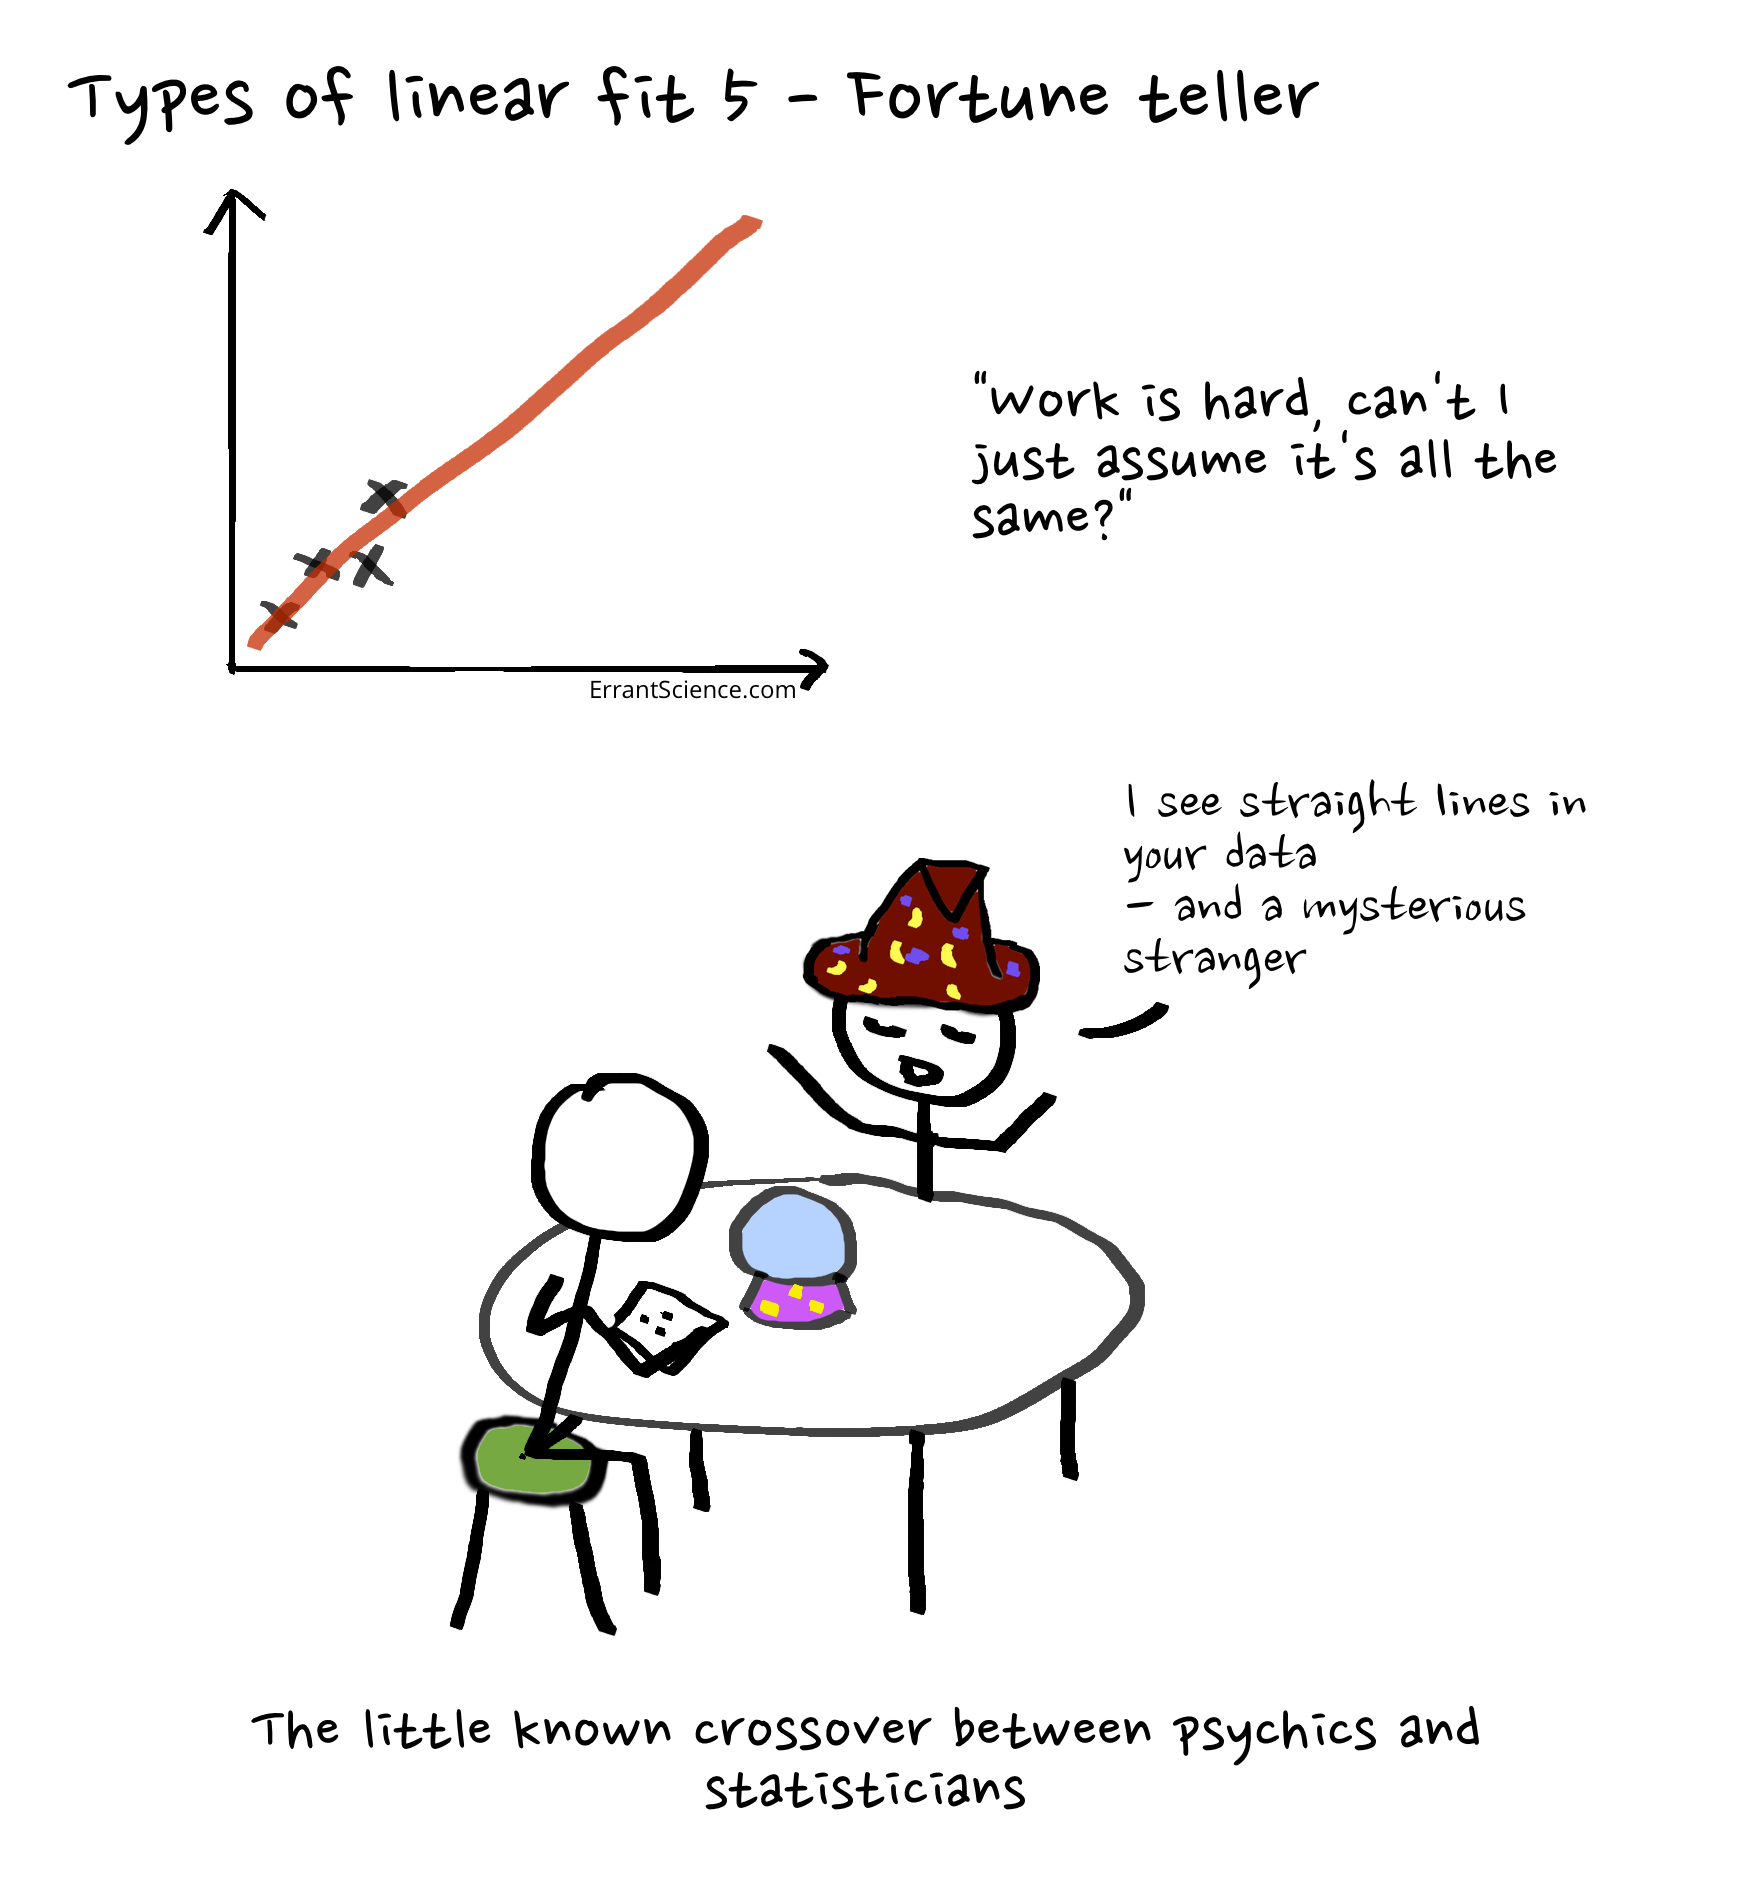 Types of linear fit 5 - Fortune teller
"Work is hard, can't I
just assume it's all the
same?"
ErrantScience.com
I see straight lines in
your data
- and a mysterious
stranger
The little known crossover between psychics and
statisticians